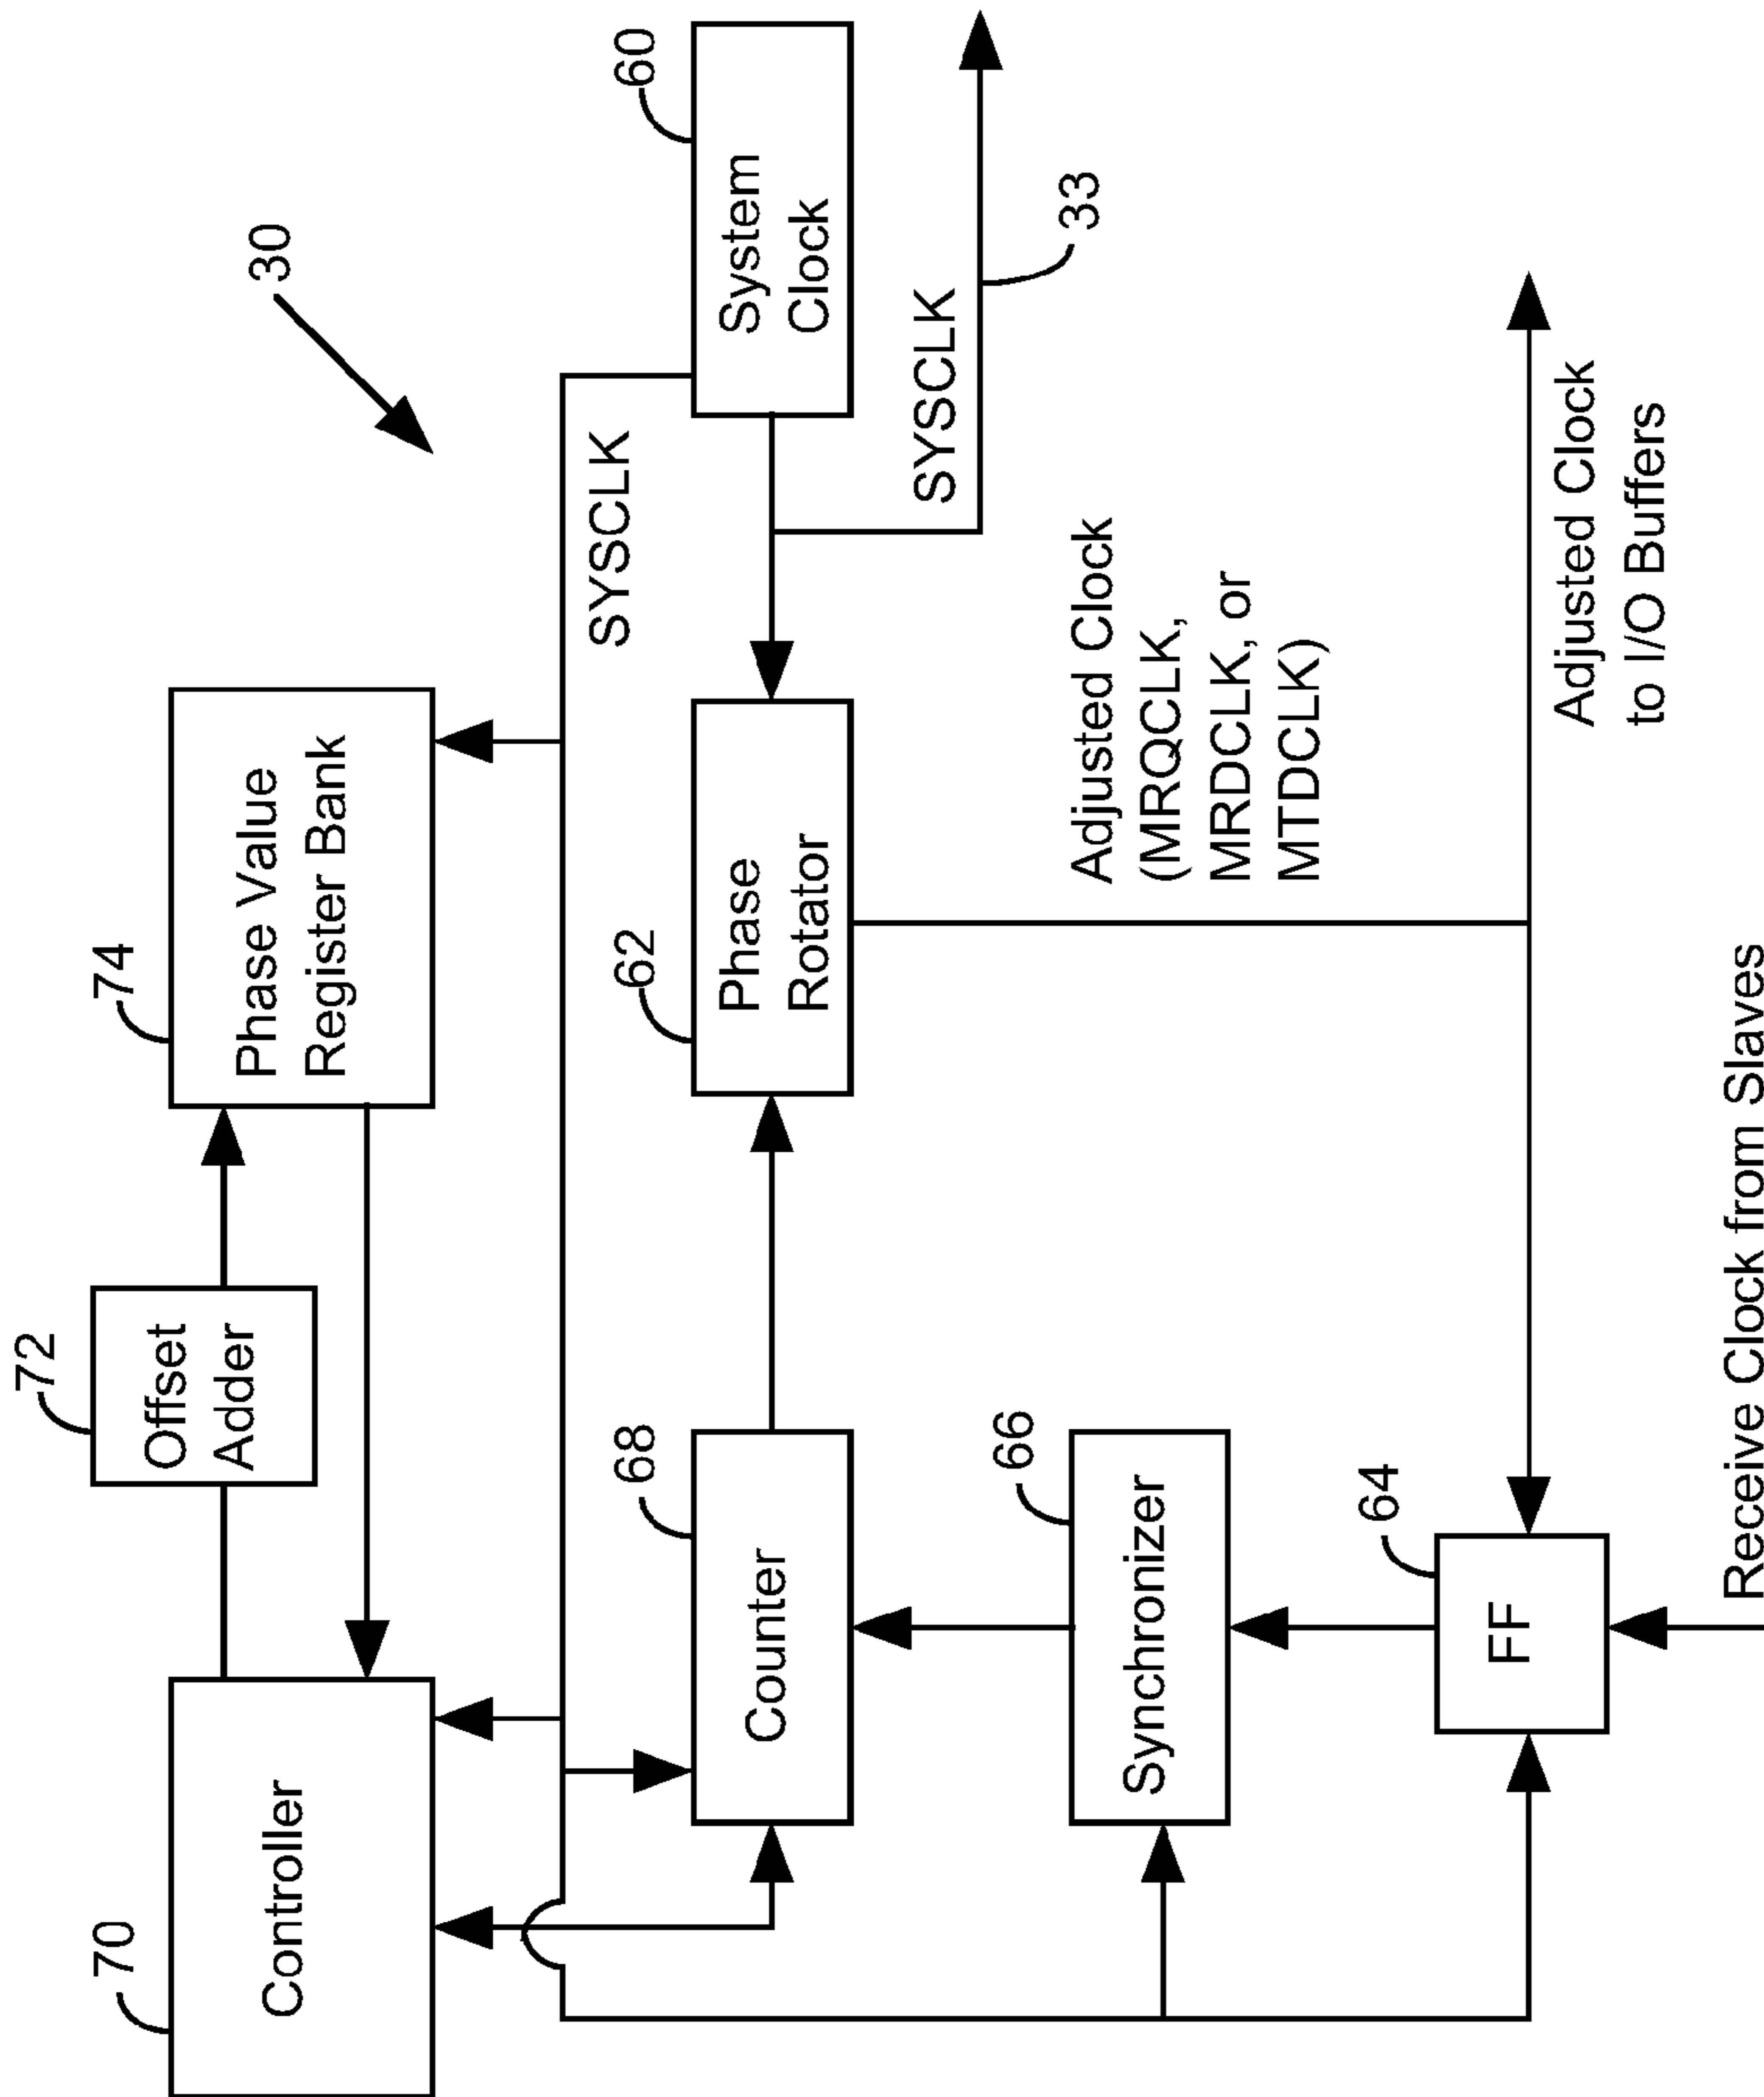 30
70
Controller
72
Offset
Adder
74
Phase Value
Register Bank
SYSCLK
68
Counter
62
Phase
Rotator
60
System
Clock
SYSCLK
33
66
Synchronizer
Adjusted Clock
(MRQCLK,
MRDCLK, or
MTDCLK)
64
FF
Adjusted Clock
to I/O Buffers
Receive Clock from Slaves